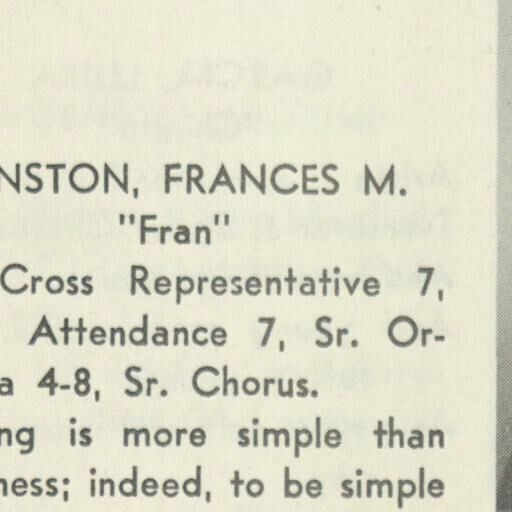 NSTON, FRANCES M.
"Fran"
Cross Representative 7,
Attendance 7, Sr. Or-
a 4-8, Sr. Chorus.
ng is more simple than
ness; indeed, to be simple